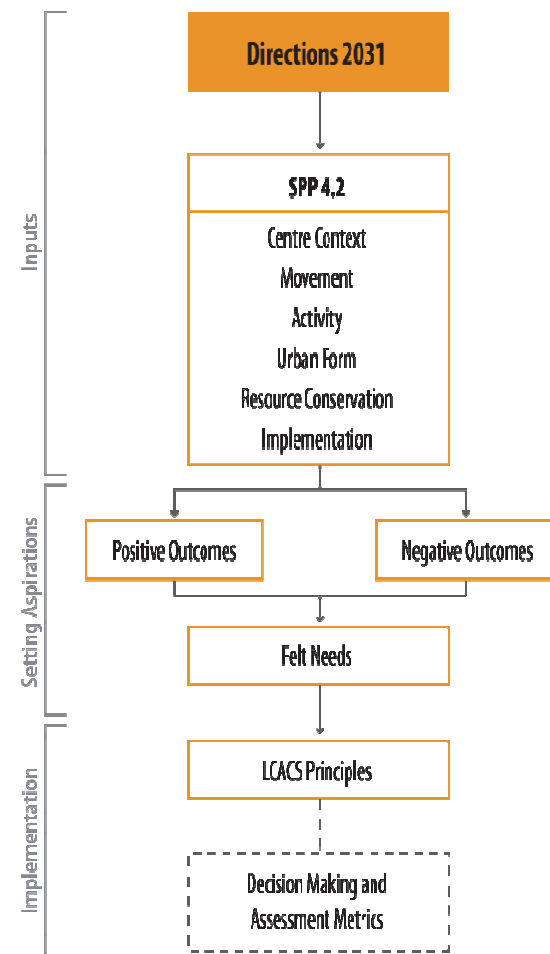 Directions 2031
Inputs
SPP 4.2
Centre Context
Movement
Activity
Urban Form
Resource Conservation
Implementation
Setting Aspirations
Positive Outcomes
Negative Outcomes
Felt Needs
Implementation
LCACS Principles
Decision Making and
Assessment Metrics